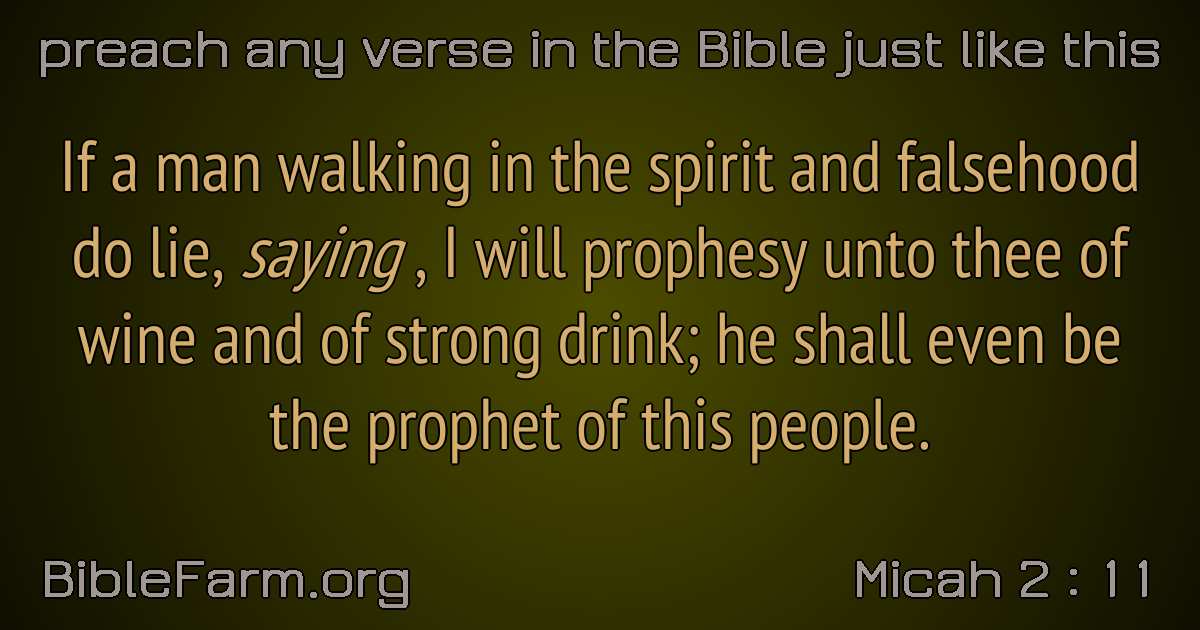 preach any verse in the Bible just like this
If a man walking in the spirit and falsehood
do lie, saying , I will prophesy unto thee of
wine and of strong drink; he shall even be
the prophet of this people.
BibleFarm.org
Micah 2 : 11